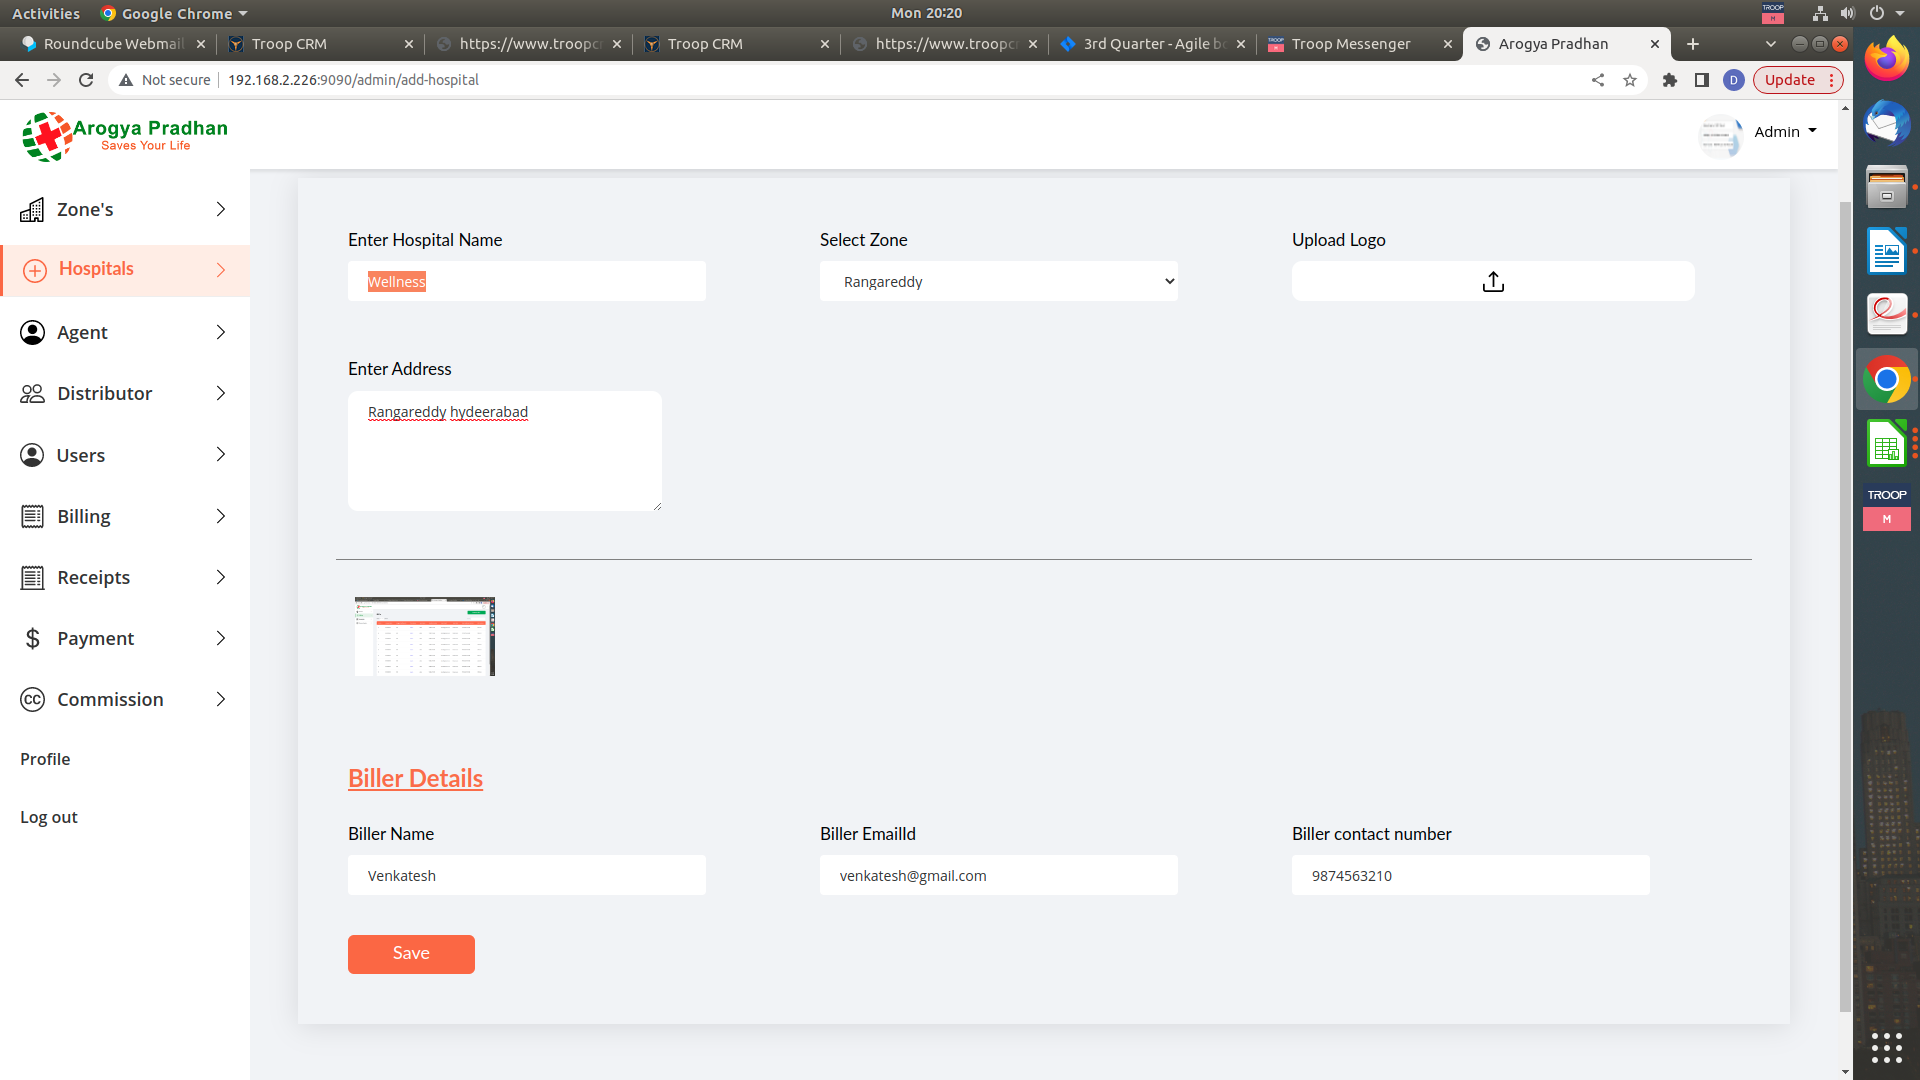 Activities
Google Chrome
Mon 20:20
TROOP
M
Roundcube Webmail
Troop CRM
https://www.troopc
Troop CRM
https://www.troopc
3rd Quarter - Agile b
Troop Messenger
Arogya Pradhan
Not secure
192.168.2.226:9090/admin/add-hospital
D
Update
Arogya Pradhan
Saves Your Life
Admin
Zone's
Hospitals
Agent
Distributor
Users
Billing
Receipts
Payment
Commission
Profile
Log out
Enter Hospital Name
Select Zone
Upload Logo
Wellness
Rangareddy
Enter Address
Rangareddy hydeerabad
Biller Details
Biller Name
Biller EmailId
Biller contact number
Venkatesh
venkatesh@gmail.com
9874563210
Save
TROOP
M